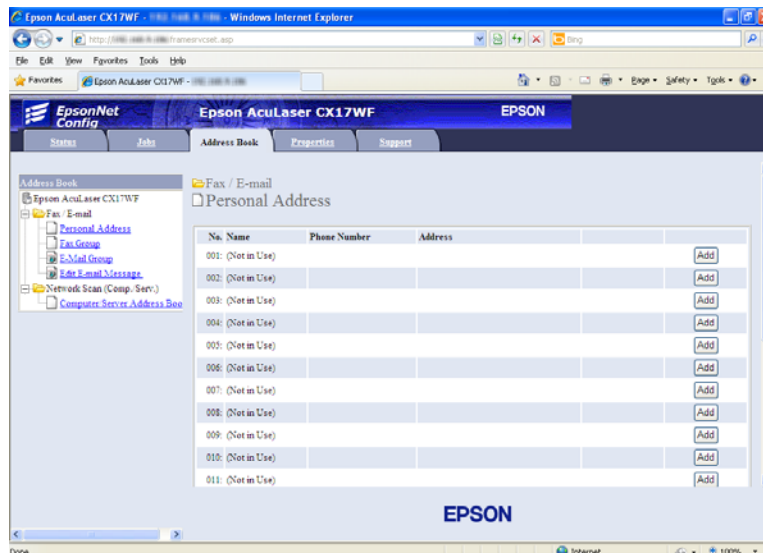 Epson AcuLaser CX17WF - - Windows Internet Explorer
http:// framesrvcset.asp
Bing
File Edit View Favorites Tools Help
Favorites Epson AcuLaser CX17WF -
Page Safety Tools
EpsonNet
Config
Epson AcuLaser CX17WF
EPSON
Status Jobs Address Book Properties Support
Address Book
Epson AcuLaser CX17WF
Fax / E-mail
Personal Address
Fax Group
E-Mail Group
Edit E-mail Message
Network Scan (Comp. Serv.)
Computer Server Address Boo
Fax / E-mail
Personal Address
No. Name Phone Number Address
001: (Not in Use) Add
002: (Not in Use) Add
003: (Not in Use) Add
004: (Not in Use) Add
005: (Not in Use) Add
006: (Not in Use) Add
007: (Not in Use) Add
008: (Not in Use) Add
009: (Not in Use) Add
010: (Not in Use) Add
011: (Not in Use) Add
EPSON
Done Internet 100%